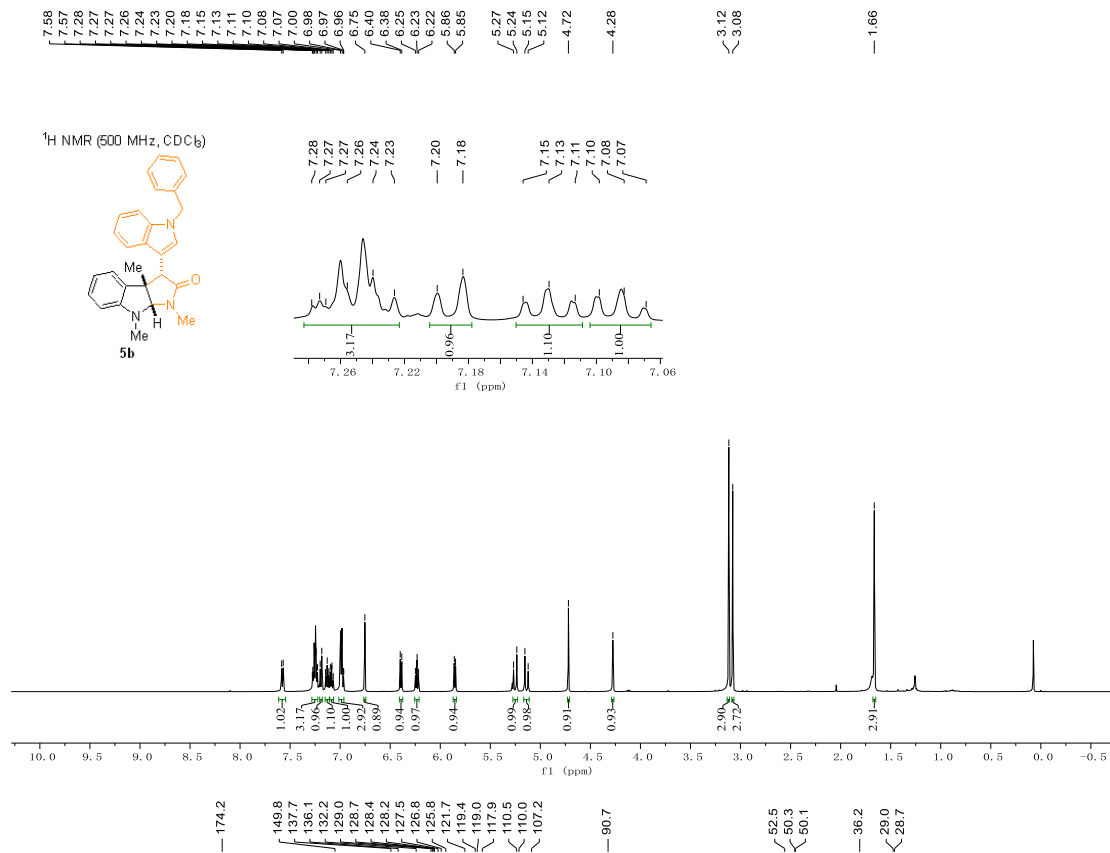 7.58 7.57 7.28 7.27 7.27 7.26 7.24 7.23 7.20 7.18 7.15 7.13 7.11 7.10 7.08 7.07 7.00 6.98 6.97 6.96 6.75 6.40 6.38 6.25 6.23 6.22 5.86 5.85 5.27 5.24 5.15 5.12 4.72 4.28 3.12 3.08 1.66
¹H NMR (500 MHz, CDCl₃)
7.28 7.27 7.27 7.26 7.24 7.23 7.20 7.18 7.15 7.13 7.11 7.10 7.08 7.07
N
Me
O
N
N
H
Me
Me
5b
3.17 0.96 1.10 1.00
7.26 7.22 7.18 7.14 7.10 7.06
f1 (ppm)
1.02 3.17 0.96 1.10 1.00 2.92 0.89 0.94 0.97 0.94 0.99 0.98 0.91 0.93 2.90 2.72 2.91
10.0 9.5 9.0 8.5 8.0 7.5 7.0 6.5 6.0 5.5 5.0 4.5 4.0 3.5 3.0 2.5 2.0 1.5 1.0 0.5 0.0 -0.5
f1 (ppm)
174.2 149.8 137.7 136.1 132.2 129.0 128.7 128.4 128.2 127.5 126.8 125.8 121.7 119.4 119.0 117.9 110.5 110.0 107.2 90.7 52.5 50.3 50.1 36.2 29.0 28.7